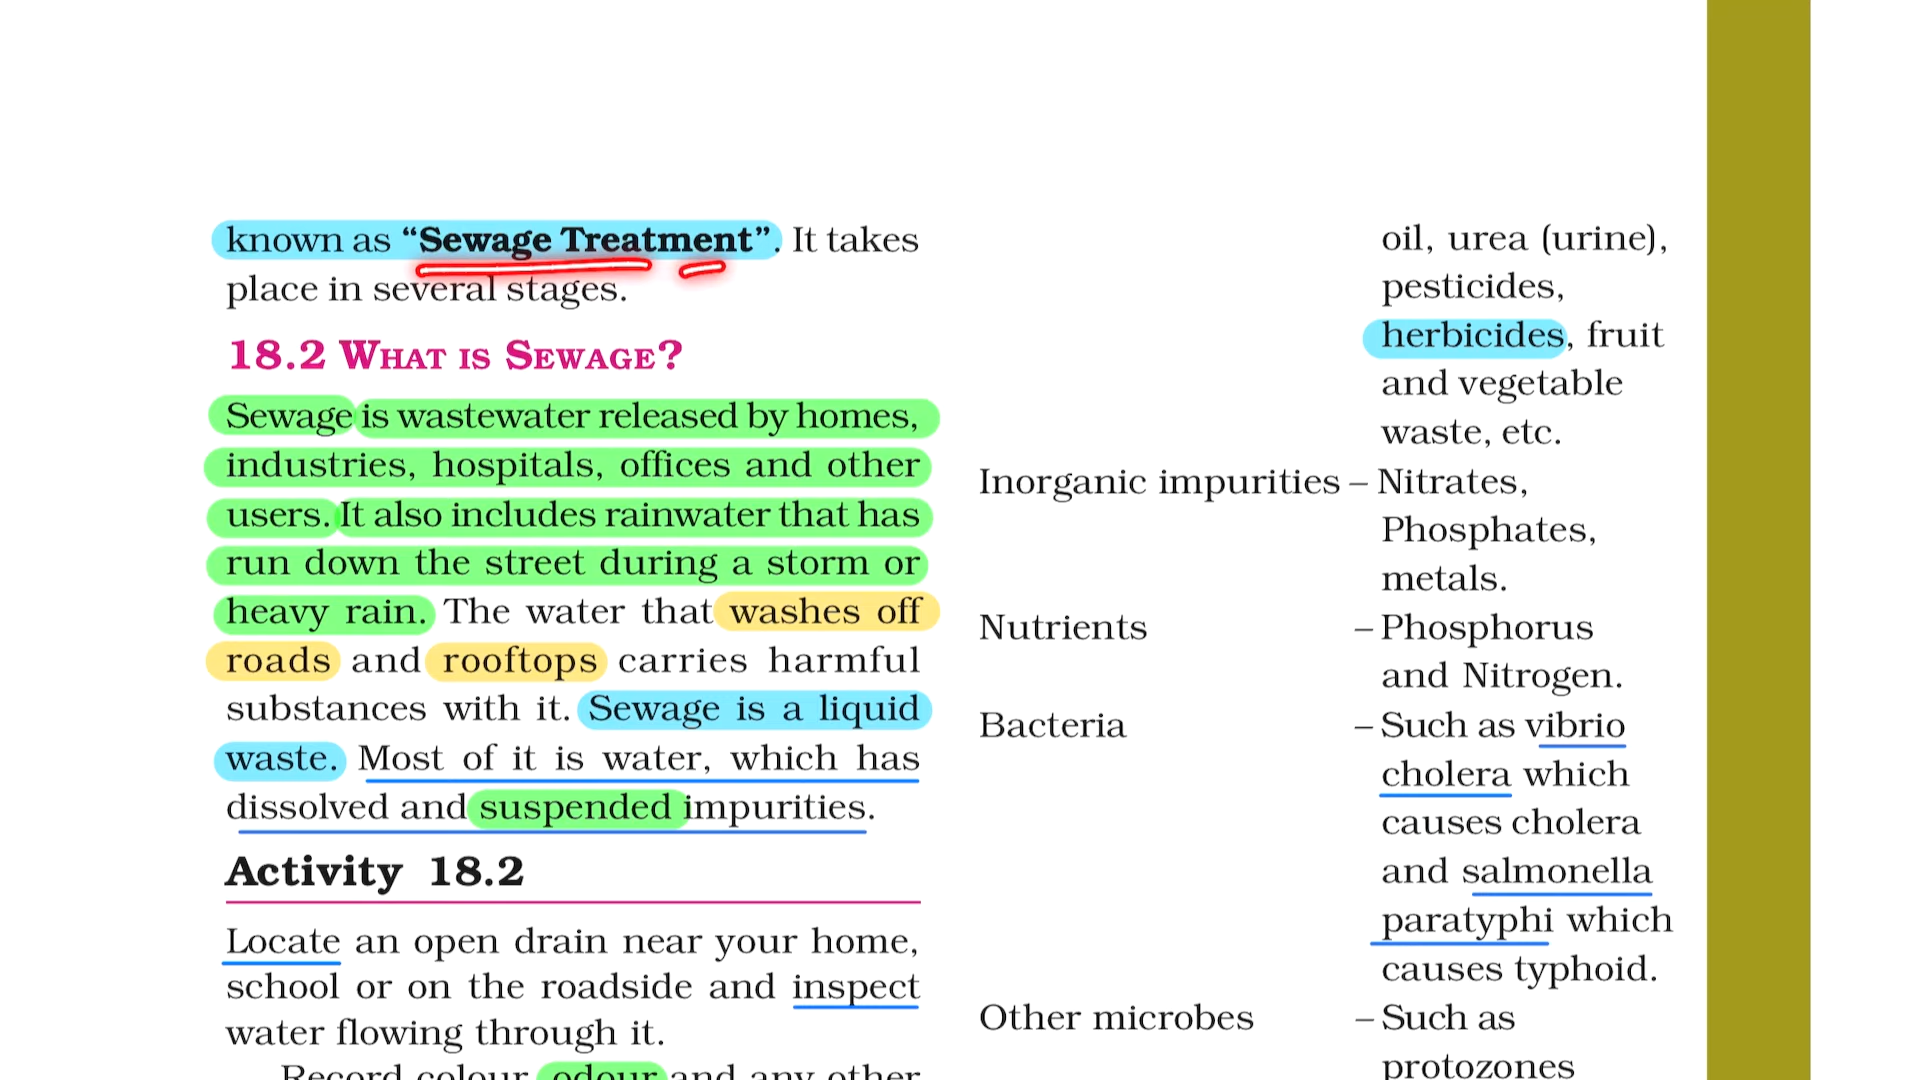 known as “Sewage Treatment”. It takes
place in several stages.
18.2 WHAT IS SEWAGE?
Sewage is wastewater released by homes,
industries, hospitals, offices and other
users. It also includes rainwater that has
run down the street during a storm or
heavy rain. The water that washes off
roads and rooftops carries harmful
substances with it. Sewage is a liquid
waste. Most of it is water, which has
dissolved and suspended impurities.
Activity 18.2
Locate an open drain near your home,
school or on the roadside and inspect
water flowing through it.
Record colour, odour and any other
oil, urea (urine),
pesticides,
herbicides, fruit
and vegetable
waste, etc.
Inorganic impurities – Nitrates,
Phosphates,
metals.
Nutrients – Phosphorus
and Nitrogen.
Bacteria – Such as vibrio
cholera which
causes cholera
and salmonella
paratyphi which
causes typhoid.
Other microbes – Such as
protozones